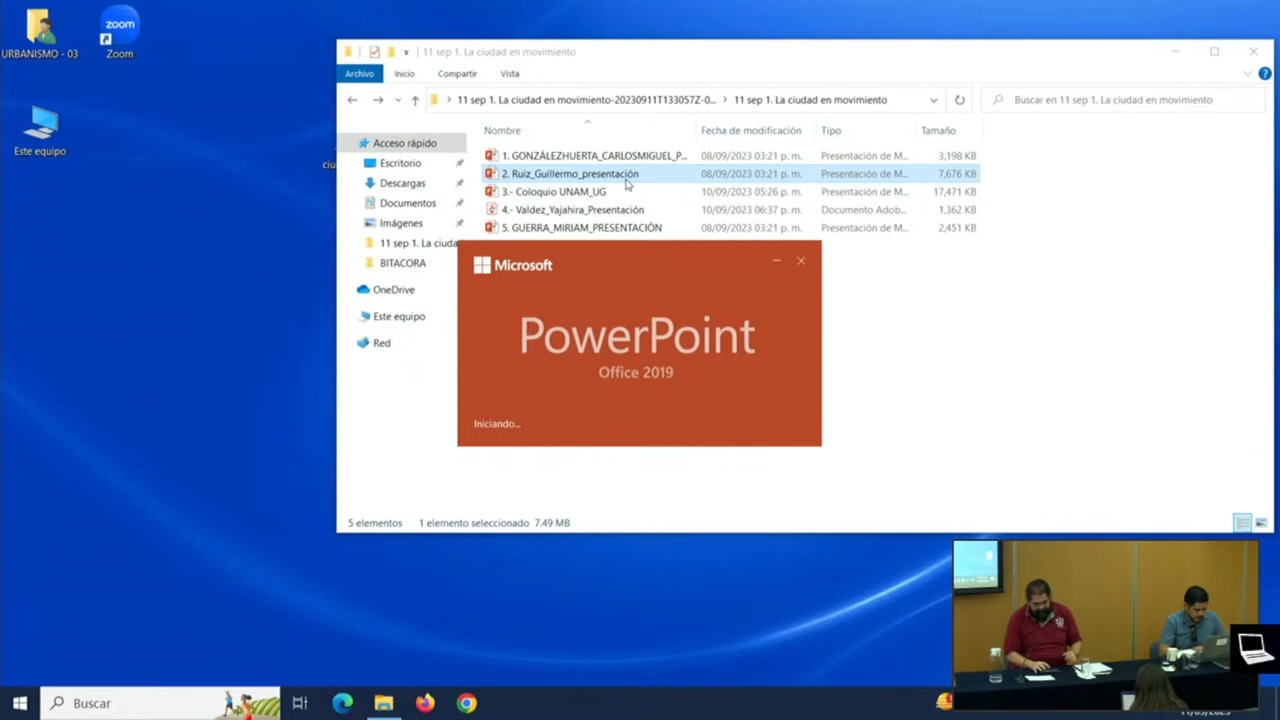 URBANISMO - 03
zoom
Zoom
Este equipo
11 sep 1. La ciudad en movimiento
Archivo
Inicio
Compartir
Vista
11 sep 1. La ciudad en movimiento-20230911T133057Z-0...
11 sep 1. La ciudad en movimiento
Buscar en 11 sep 1. La ciudad en movimiento
Nombre
Fecha de modificación
Tipo
Tamaño
Acceso rápido
Escritorio
Descargas
Documentos
Imágenes
11 sep 1. La ciuda
BITACORA
OneDrive
Este equipo
Red
1. GONZÁLEZHUERTA_CARLOSMIGUEL_P... 08/09/2023 03:21 p. m. Presentación de M... 3,198 KB
2. Ruiz_Guillermo_presentación 08/09/2023 03:21 p. m. Presentación de M... 7,676 KB
3.- Coloquio UNAM_UG 10/09/2023 05:26 p. m. Presentación de M... 17,471 KB
4.- Valdez_Yajahira_Presentación 10/09/2023 06:37 p. m. Documento Adob... 1,362 KB
5. GUERRA_MIRIAM_PRESENTACIÓN 08/09/2023 03:21 p. m. Presentación de M... 2,451 KB
Microsoft
PowerPoint
Office 2019
Iniciando...
5 elementos
1 elemento seleccionado 7.49 MB
Buscar